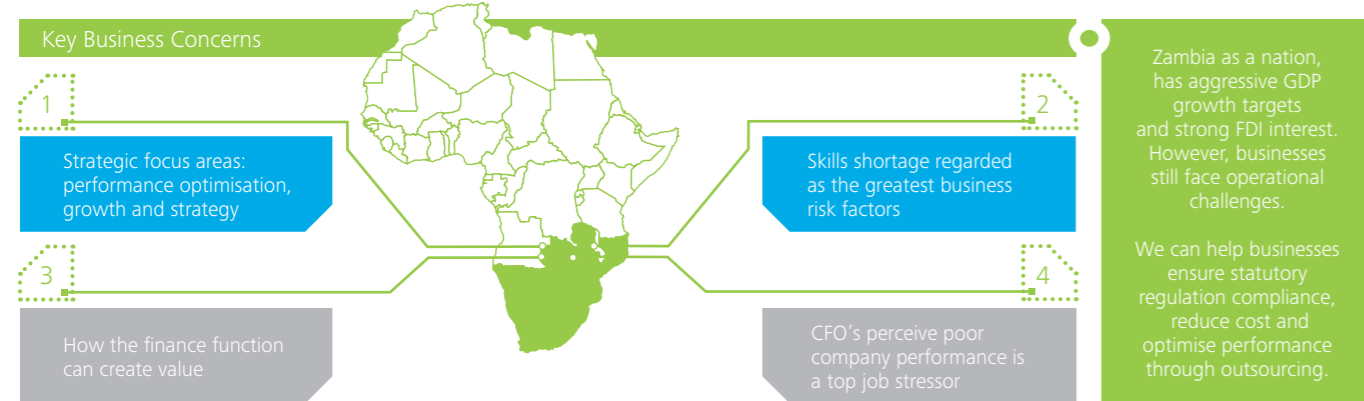 Key Business Concerns
1
Strategic focus areas:
performance optimisation,
growth and strategy
2
Skills shortage regarded
as the greatest business
risk factors
3
How the finance function
can create value
4
CFO's perceive poor
company performance is
a top job stressor
Zambia as a nation,
has aggressive GDP
growth targets
and strong FDI interest.
However, businesses
still face operational
challenges.
We can help businesses
ensure statutory
regulation compliance,
reduce cost and
optimise performance
through outsourcing.